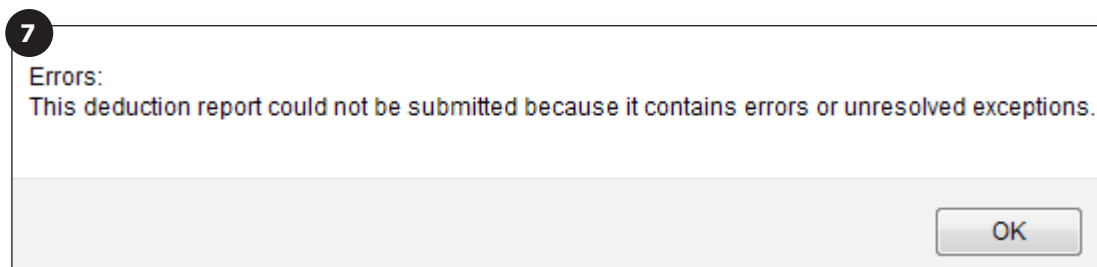 7
Errors:
This deduction report could not be submitted because it contains errors or unresolved exceptions.
OK